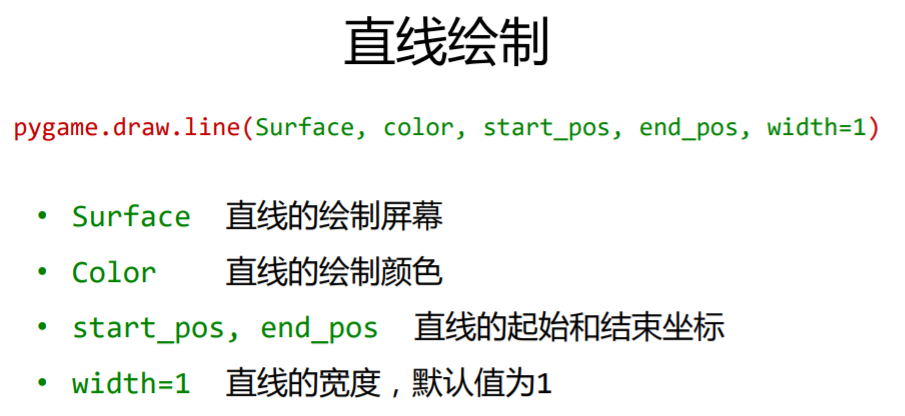 直线绘制
pygame.draw.line(Surface, color, start_pos, end_pos, width=1)
• Surface 直线的绘制屏幕
• Color 直线的绘制颜色
• start_pos, end_pos 直线的起始和结束坐标
• width=1 直线的宽度，默认值为1